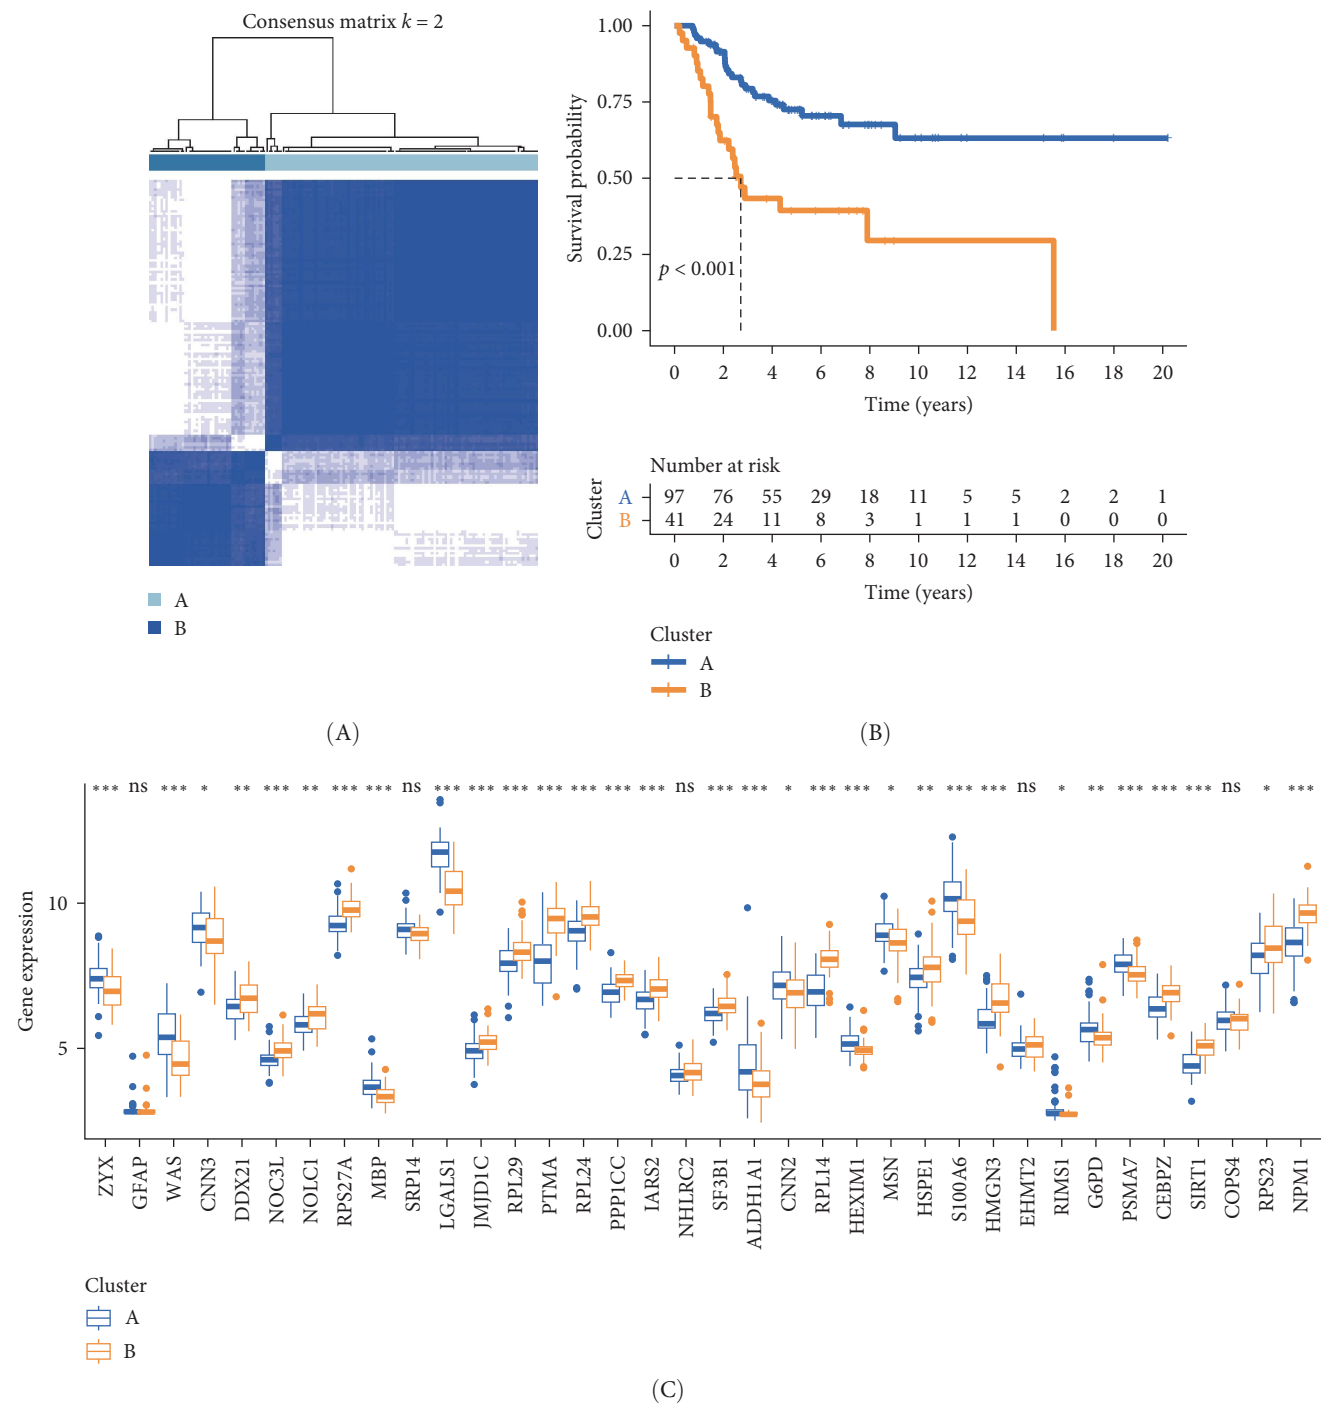 Consensus matrix k = 2
A
B
(A)
1.00
0.75
0.50
0.25
0.00
Survival probability
p < 0.001
0 2 4 6 8 10 12 14 16 18 20
Time (years)
Number at risk
Cluster
A 97 76 55 29 18 11 5 5 2 2 1
B 41 24 11 8 3 1 1 1 0 0 0
0 2 4 6 8 10 12 14 16 18 20
Time (years)
Cluster
A
B
(B)
*** ns *** * ** *** ** *** *** ns *** *** *** *** *** *** *** ns *** *** * *** *** * ** *** *** ns * ** *** *** *** ns * ***
10
5
Gene expression
ZYX GFAP WAS CNN3 DDX21 NOC3L NOLC1 RPS27A MBP SRP14 LGALS1 JMJD1C RPL29 PTMA RPL24 PPP1CC IARS2 NHLRC2 SF3B1 ALDH1A1 CNN2 RPL14 HEXIM1 MSN HSPE1 S100A6 HMGN3 EHMT2 RIMS1 G6PD PSMA7 CEBPZ SIRT1 COPS4 RPS23 NPM1
Cluster
A
B
(C)